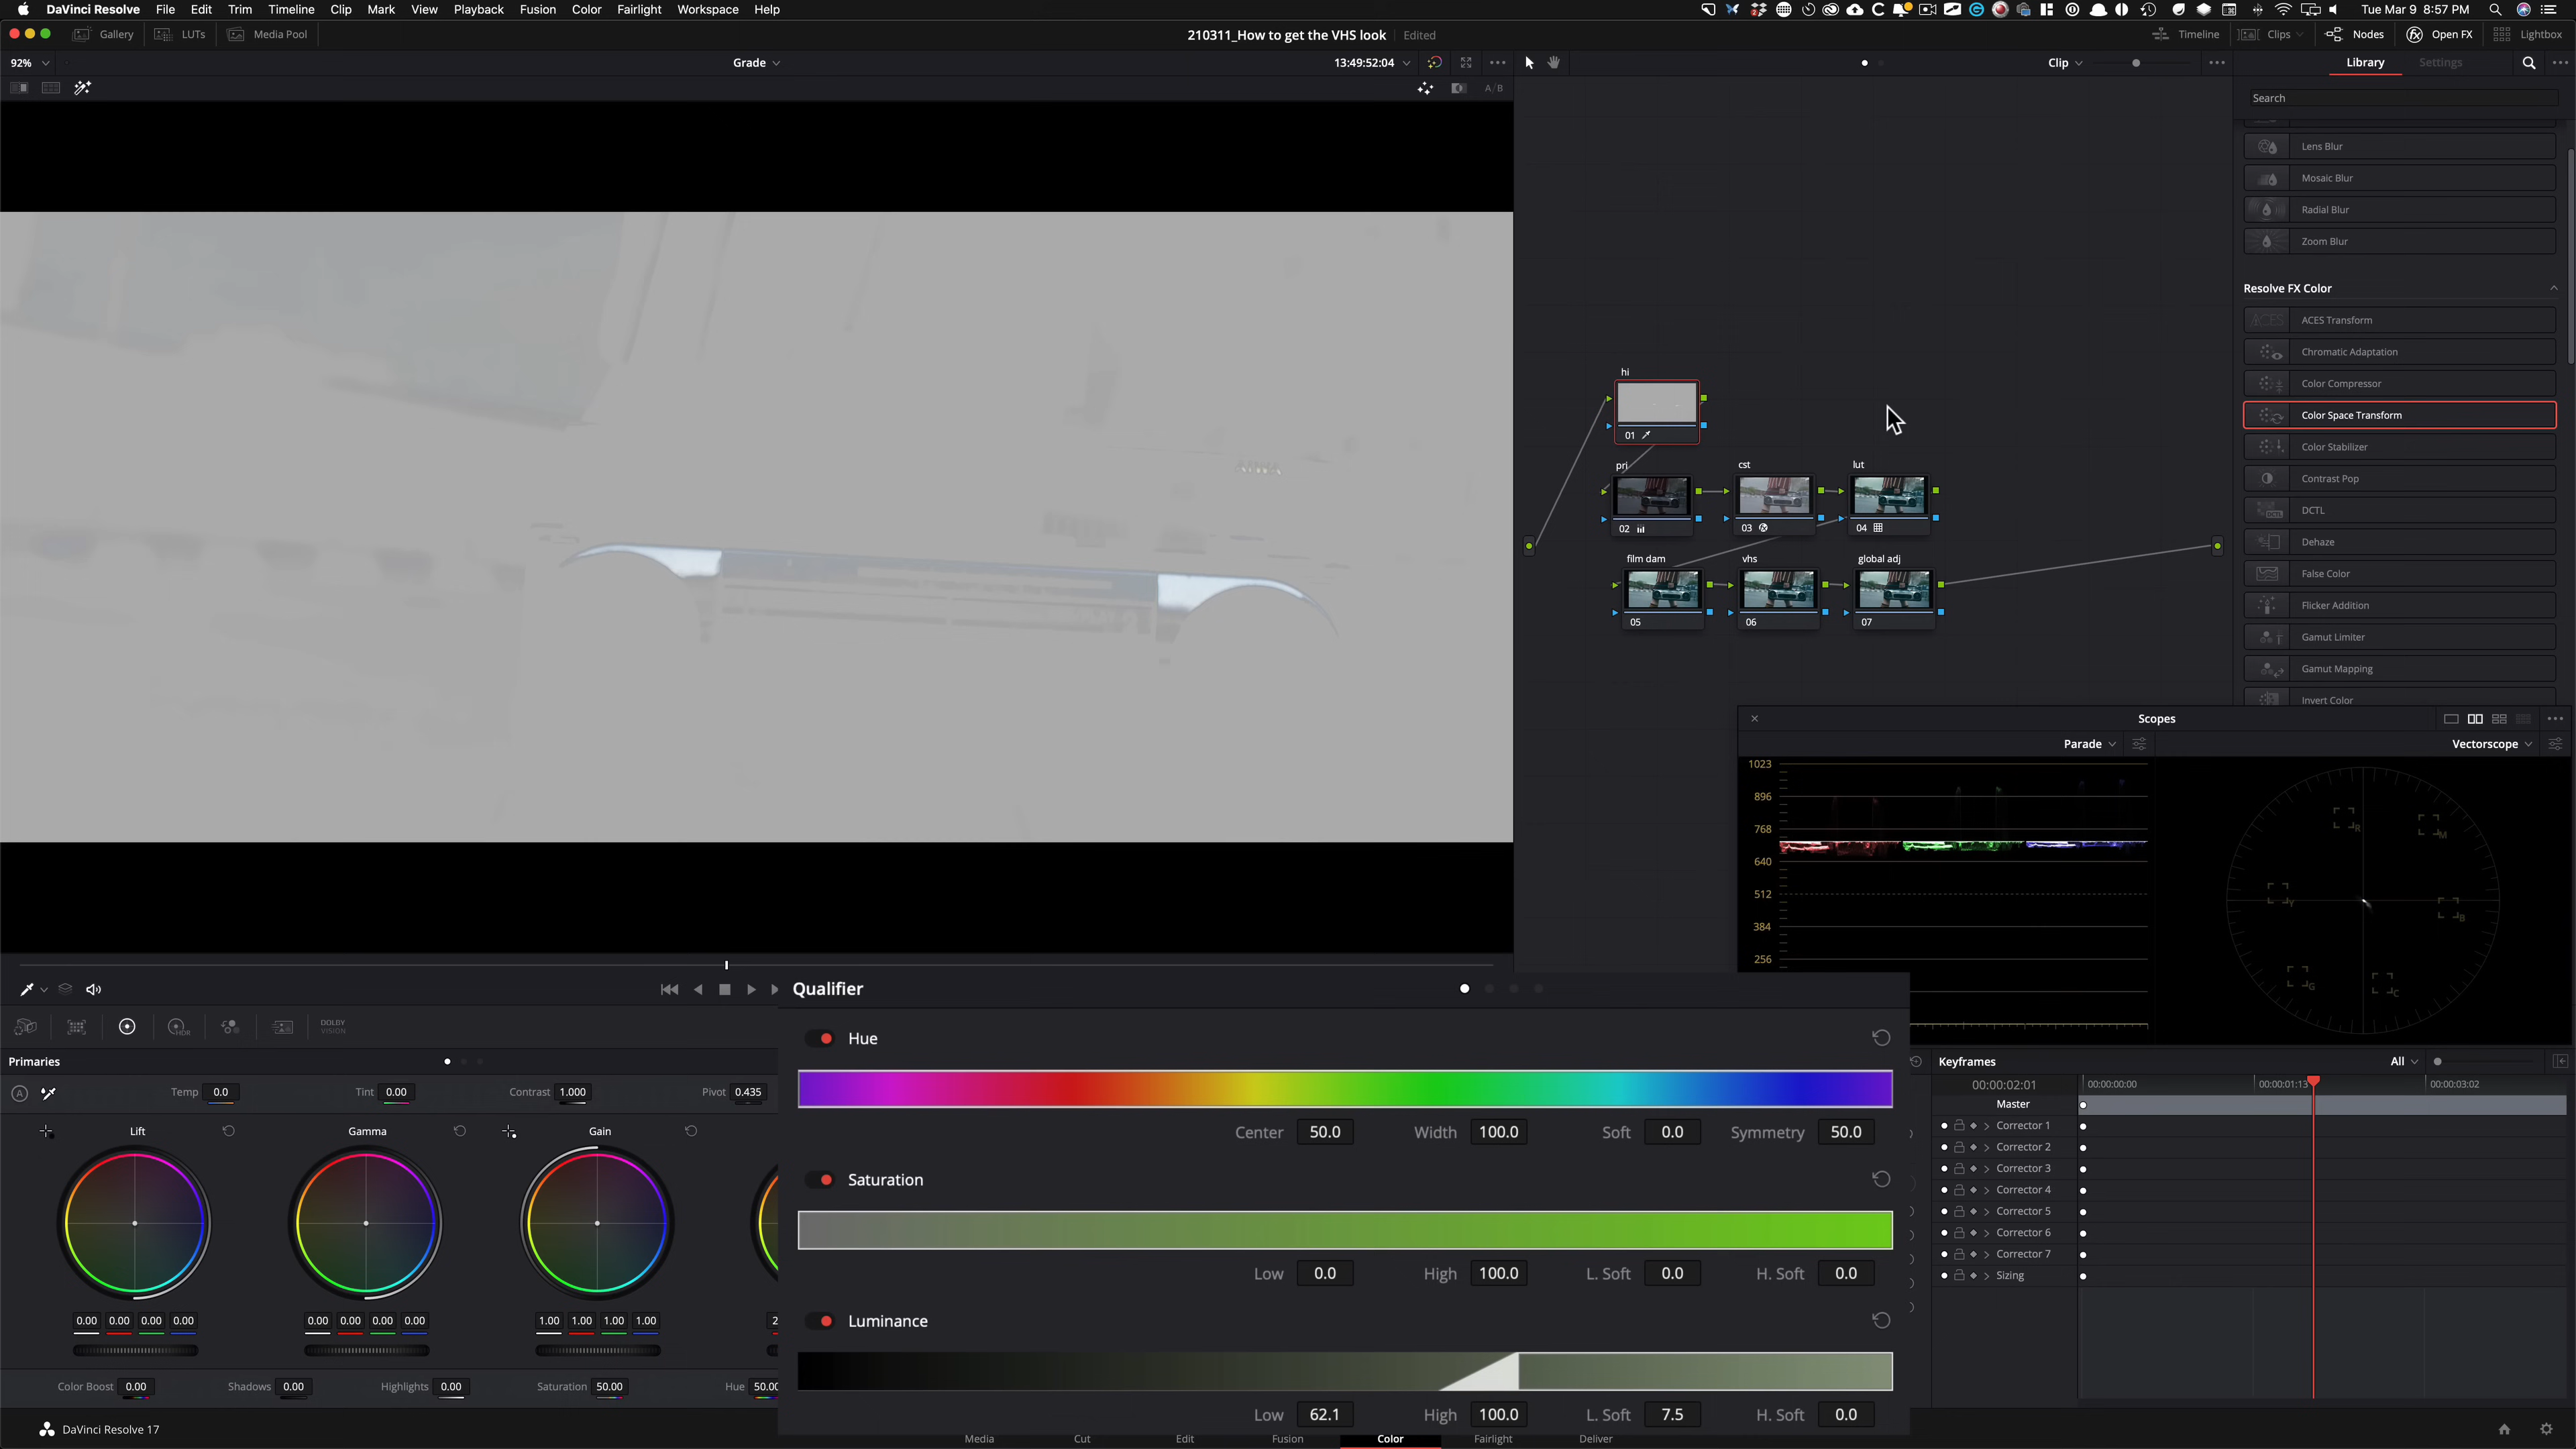 DaVinci Resolve File Edit Trim Timeline Clip Mark View Playback Fusion Color Fairlight Workspace Help
Tue Mar 9 8:57 PM
Gallery LUTs Media Pool
210311_How to get the VHS look Edited
Timeline Clips Nodes Open FX Lightbox
92%
Grade
13:49:52:04
Clip
Library Settings
A/B
Search
Lens Blur
Mosaic Blur
Radial Blur
Zoom Blur
Resolve FX Color
ACES Transform
Chromatic Adaptation
Color Compressor
Color Space Transform
Color Stabilizer
Contrast Pop
DCTL
Dehaze
False Color
Flicker Addition
Gamut Limiter
Gamut Mapping
Invert Color
hi
01
pri cst lut
02 03 04
film dam vhs global adj
05 06 07
Scopes
Parade Vectorscope
1023
896
768
640
512
384
256
R M
Y B
G C
HDR
DOLBY
VISION
Primaries
A
Temp 0.0 Tint 0.00 Contrast 1.000 Pivot 0.435
Lift Gamma Gain
0.00 0.00 0.00 0.00
0.00 0.00 0.00 0.00
1.00 1.00 1.00 1.00
Color Boost 0.00 Shadows 0.00 Highlights 0.00 Saturation 50.00 Hue 50.00
Qualifier
Hue
Center 50.0 Width 100.0 Soft 0.0 Symmetry 50.0
Saturation
Low 0.0 High 100.0 L. Soft 0.0 H. Soft 0.0
Luminance
Low 62.1 High 100.0 L. Soft 7.5 H. Soft 0.0
Keyframes All
00:00:02:01 00:00:00:00 00:00:01:13 00:00:03:02
Master
Corrector 1
Corrector 2
Corrector 3
Corrector 4
Corrector 5
Corrector 6
Corrector 7
Sizing
DaVinci Resolve 17
Media Cut Edit Fusion Color Fairlight Deliver